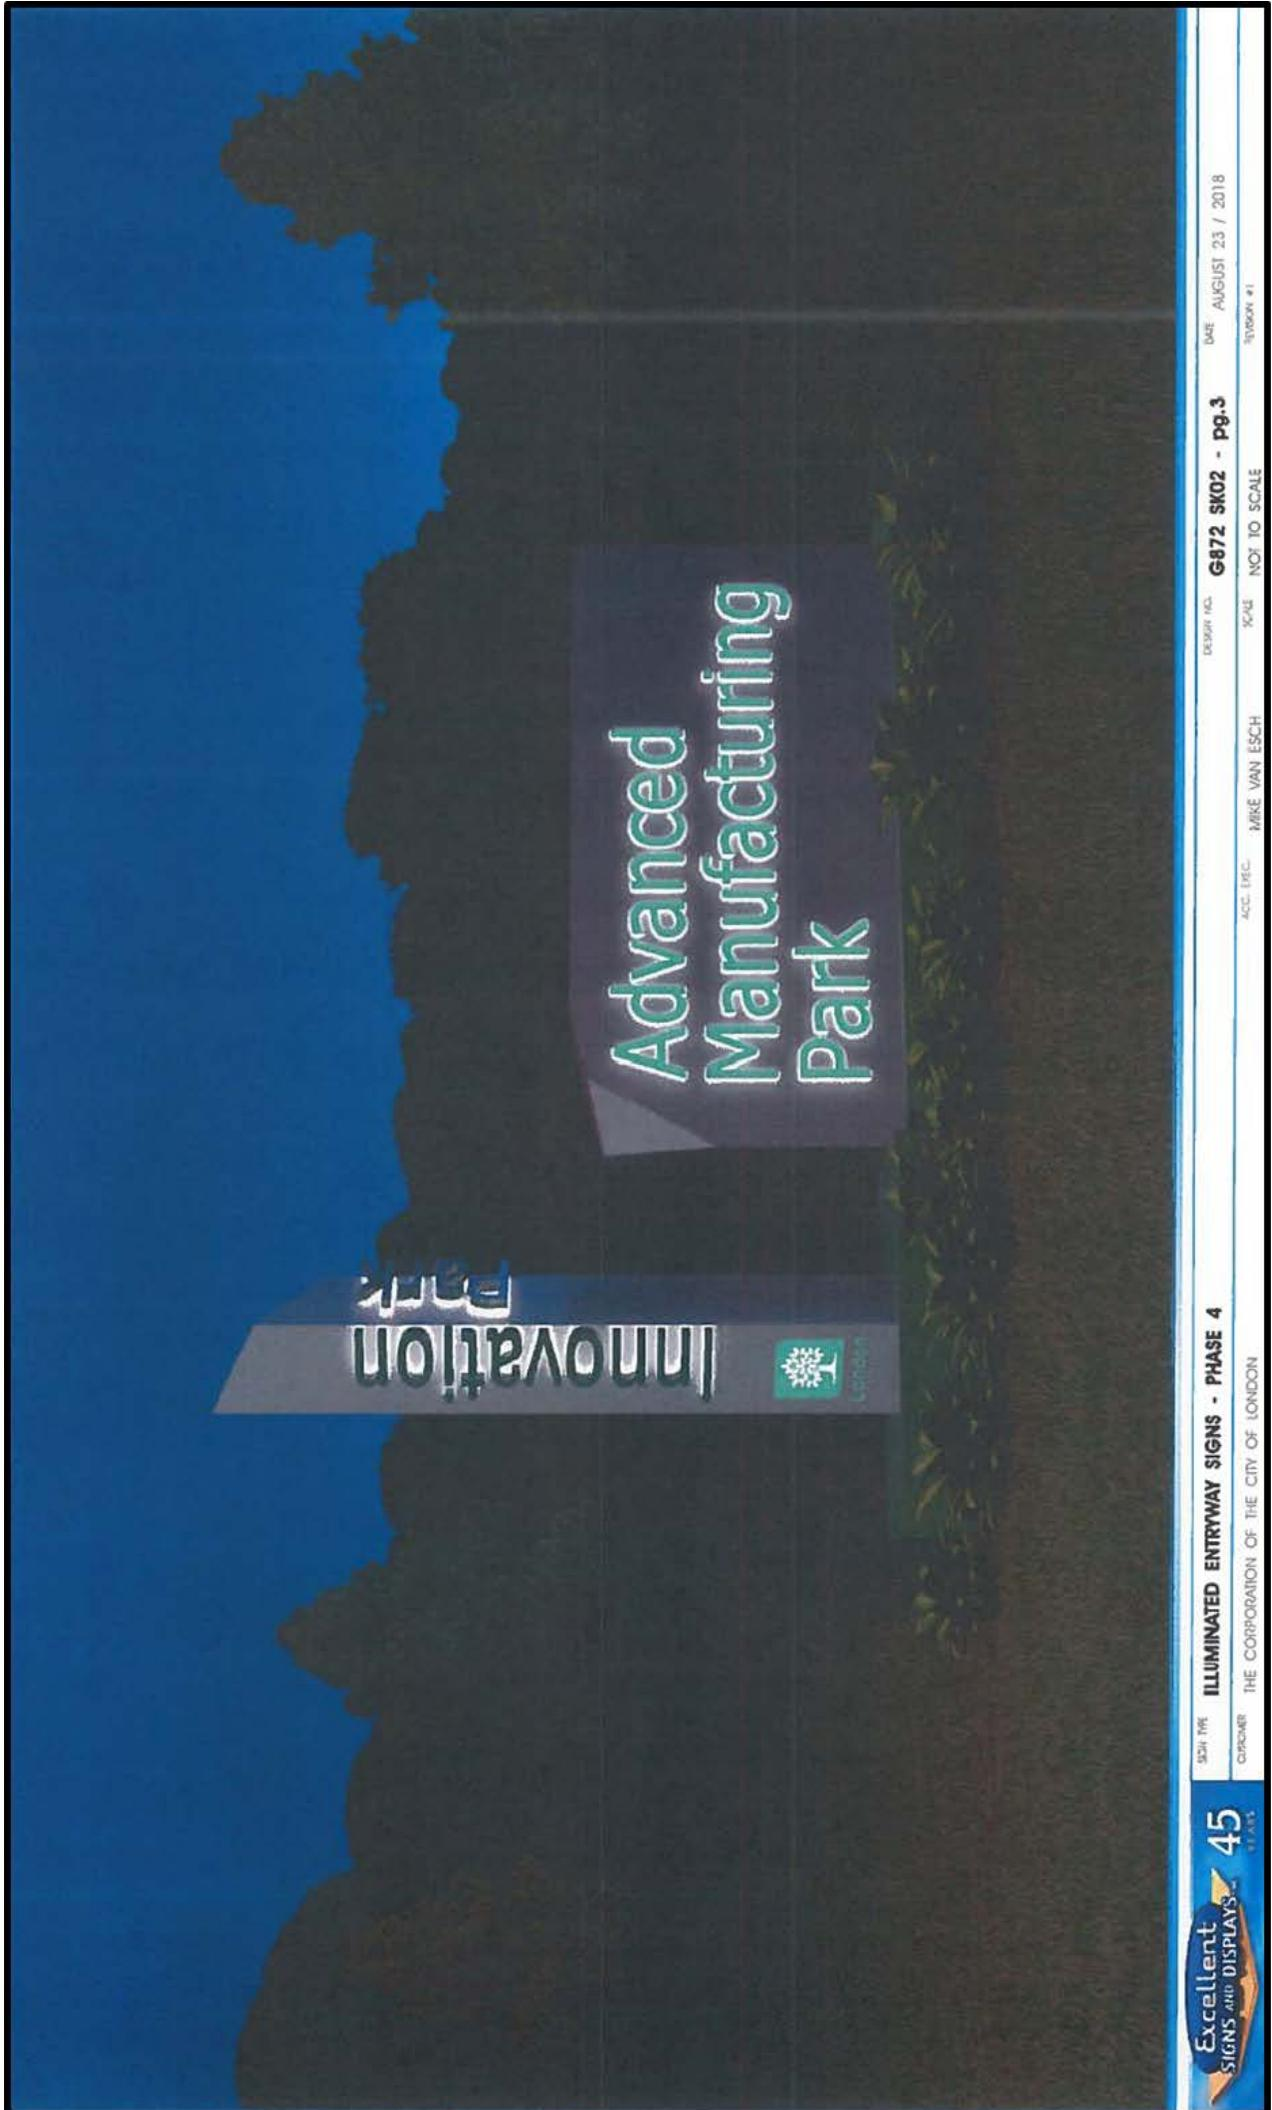 Innovation
Park
London
Advanced
Manufacturing
Park
Excellent
SIGNS AND DISPLAYS
45
YEARS
SIGN TYPE ILLUMINATED ENTRYWAY SIGNS - PHASE 4
DESIGN NO. G872 SK02 - pg.3
DATE AUGUST 23 / 2018
CUSTOMER THE CORPORATION OF THE CITY OF LONDON
ACC. EXEC. MIKE VAN ESCH
SCALE NOT TO SCALE
REVISION #1